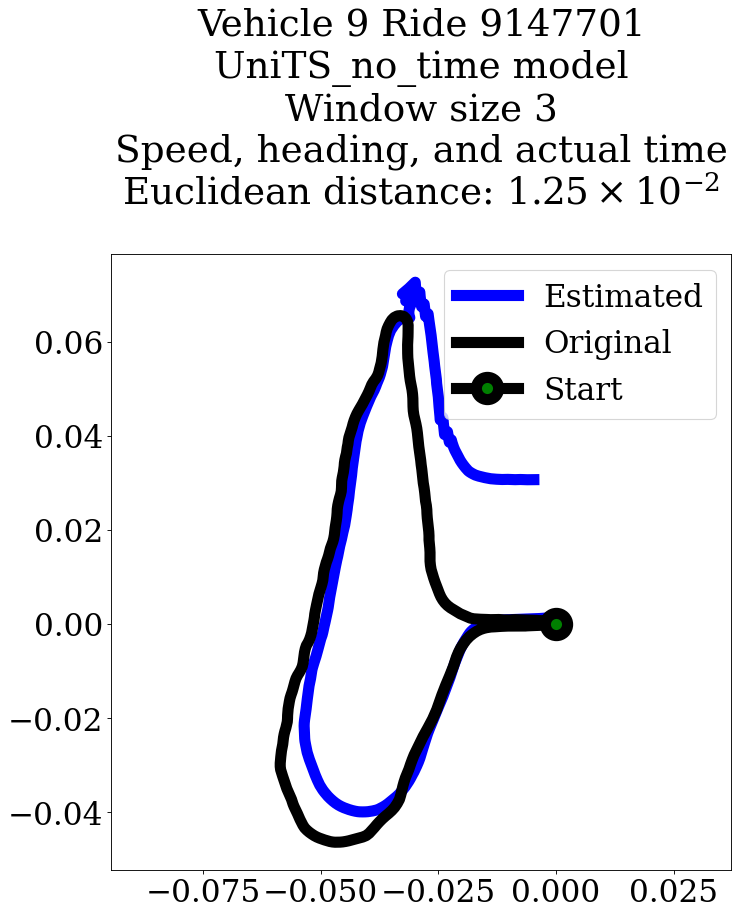 Vehicle 9 Ride 9147701
UniTS_no_time model
Window size 3
Speed, heading, and actual time
Euclidean distance: 1.25 × 10⁻²
Estimated
Original
Start
0.06
0.04
0.02
0.00
−0.02
−0.04
−0.075 −0.050 −0.025 0.000 0.025